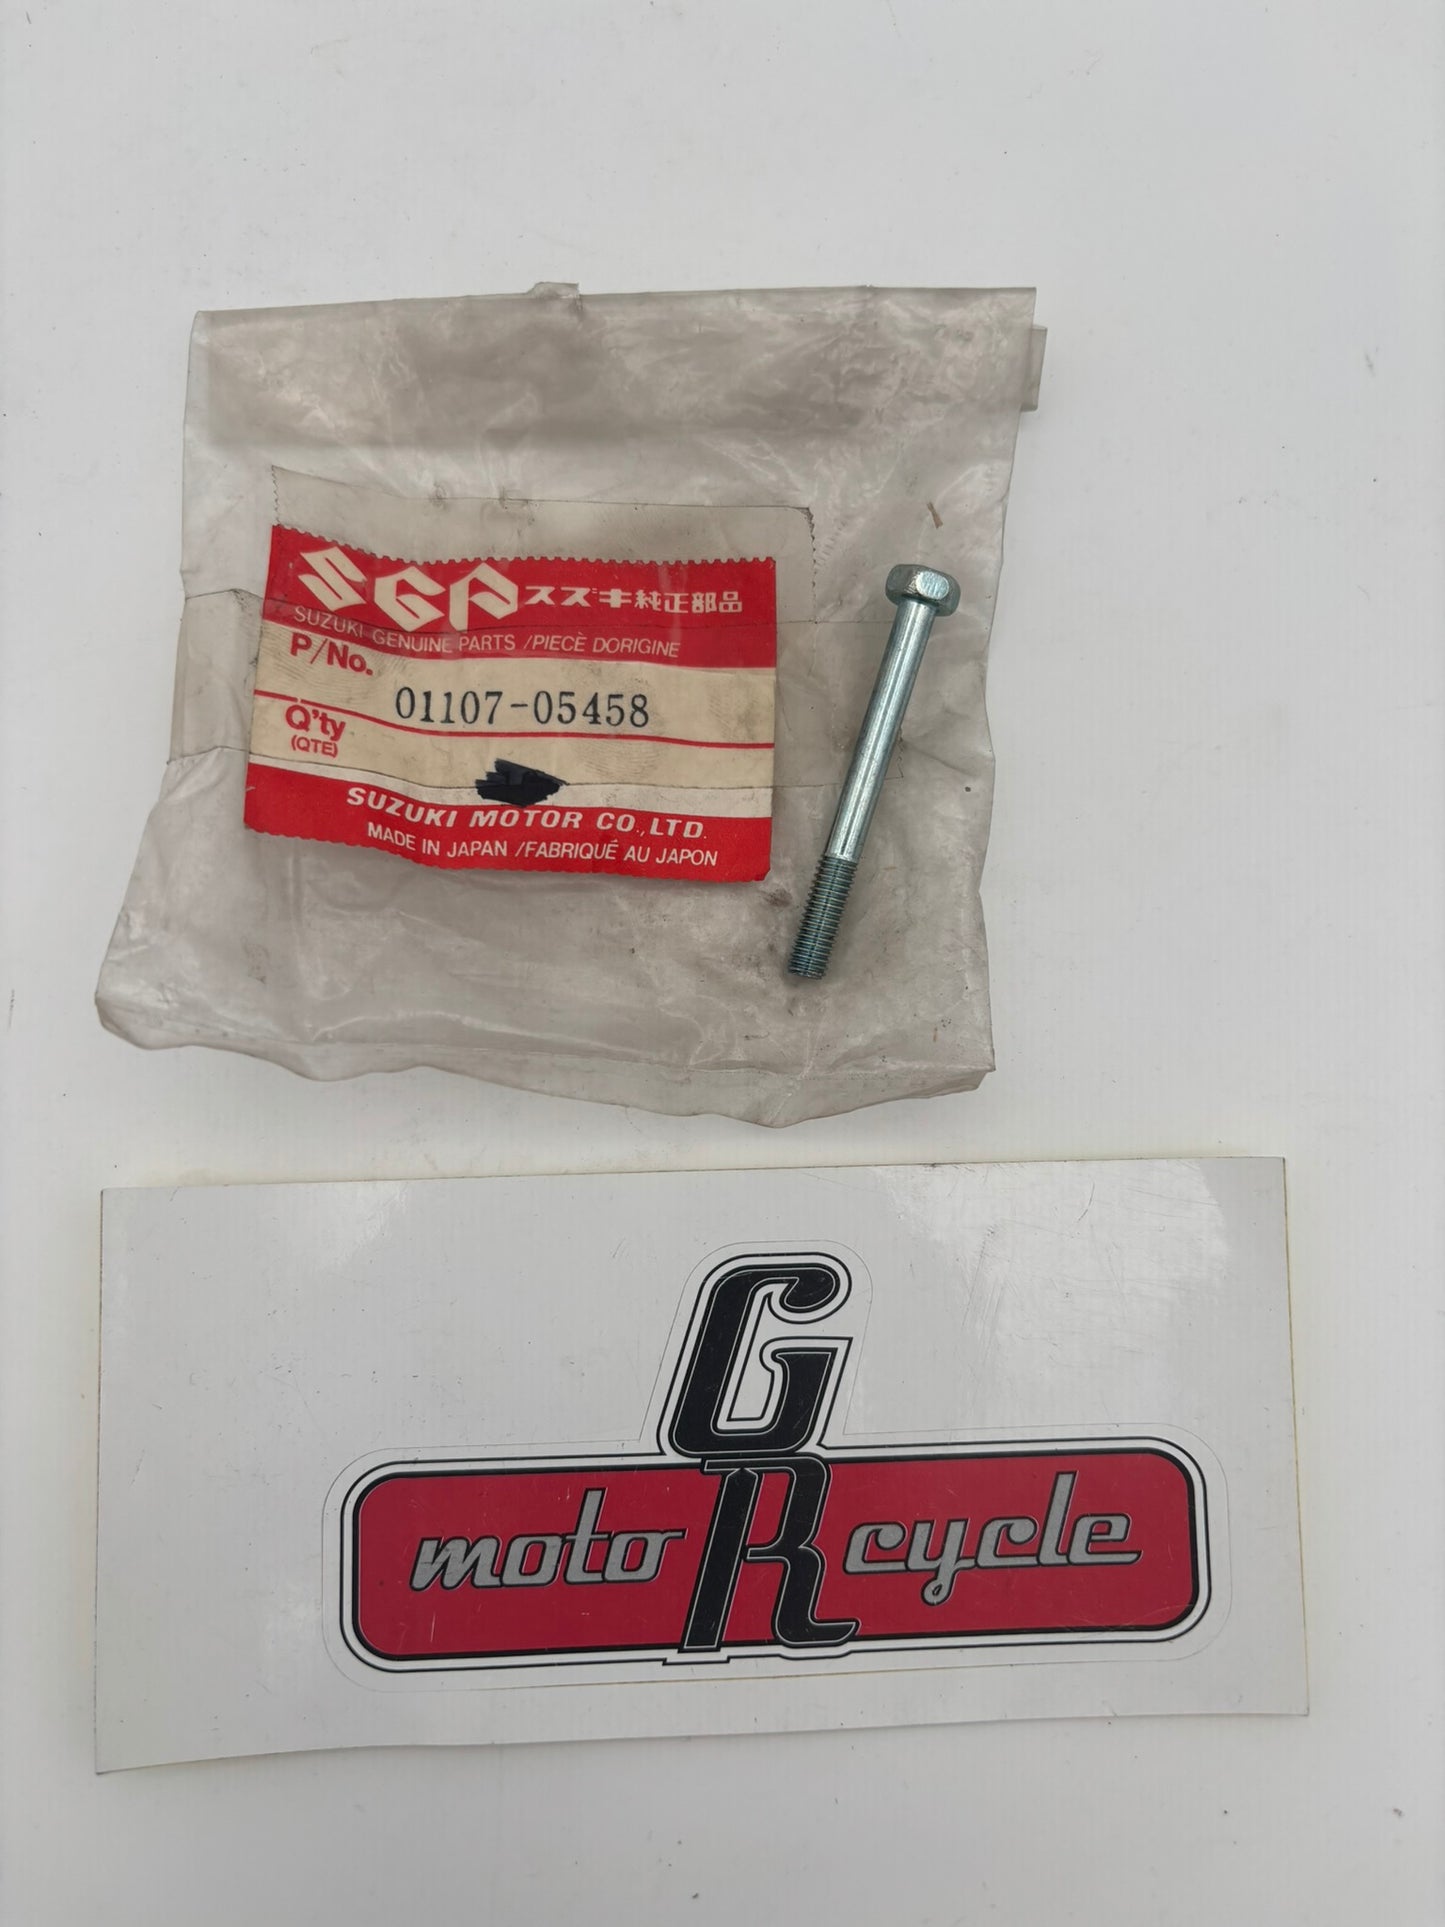 SGP スズキ純正部品
SUZUKI GENUINE PARTS /PIECÈ DORIGINE
P/No.
01107-05458
Q'ty
(QTE)
SUZUKI MOTOR CO.,LTD.
MADE IN JAPAN /FABRIQUÉ AU JAPON
GR
moto cycle